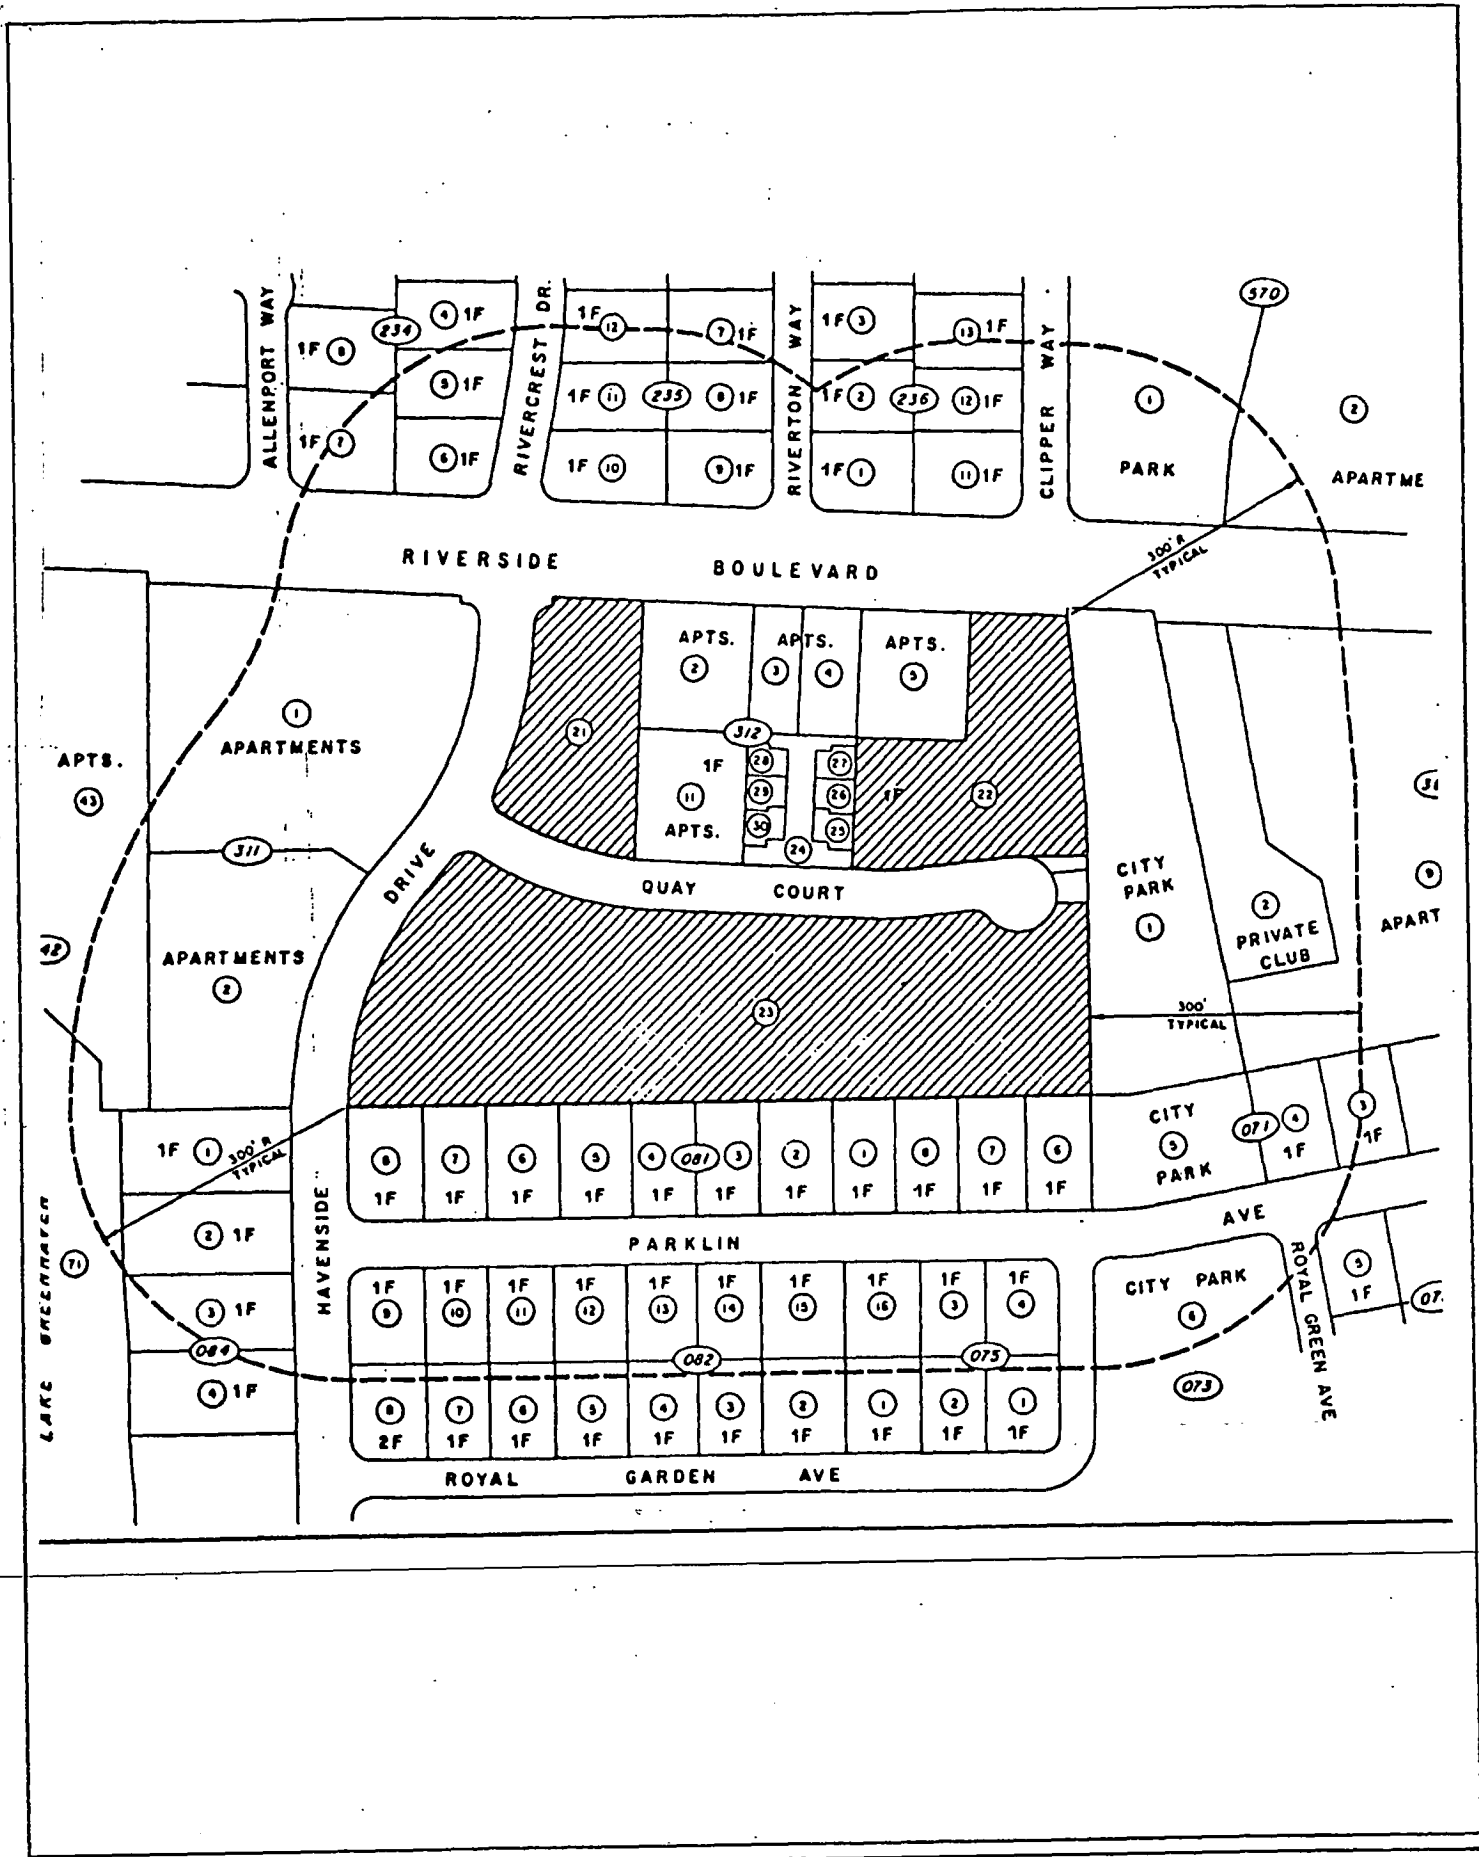 570
ALLENPORT WAY
1F 8
234
4 1F
5 1F
1F 7
6 1F
RIVERCREST DR.
1F 12
7 1F
1F 11
235
8 1F
1F 10
9 1F
RIVERTON WAY
1F 3
13 1F
1F 2
236
12 1F
1F 1
11 1F
CLIPPER WAY
1
PARK
2
APARTME
300' R
TYPICAL
RIVERSIDE BOULEVARD
APTS.
2
APTS.
3
4
APTS.
5
1
APARTMENTS
21
312
1F
11
APTS.
28
29
30
27
26
25
24
1F
22
APTS.
43
311
DRIVE
QUAY COURT
CITY
PARK
1
2
PRIVATE
CLUB
31
9
APART
42
APARTMENTS
2
23
300'
TYPICAL
1F 1
300' R
TYPICAL
8
7
6
5
4
081
3
2
1
8
7
6
1F
1F
1F
1F
1F
1F
1F
1F
1F
1F
1F
CITY
5
PARK
071
4
1F
3
1F
2 1F
HAVENSIDE
PARKLIN AVE
LAKE GREENHAVEN
71
3 1F
084
4 1F
1F
1F
1F
1F
1F
1F
1F
1F
1F
1F
9
10
11
12
13
14
15
16
3
4
082
075
CITY PARK
6
073
ROYAL GREEN AVE
5
1F
07
8
7
6
5
4
3
2
1
2
1
2F
1F
1F
1F
1F
1F
1F
1F
1F
1F
ROYAL GARDEN AVE